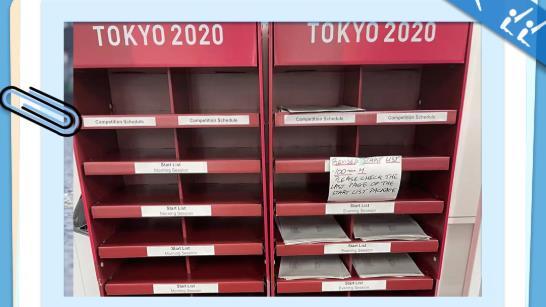 TOKYO 2020
TOKYO 2020
Competition Schedule
Competition Schedule
Competition Schedule
Competition Schedule
Start List
Morning Session
REVISED START LIST
100m M
PLEASE CHECK THE
LAST PAGE OF THE
START LIST PACKAGE
Start List
Morning Session
Evening Session
Start List
Morning Session
Start List
Evening Session
Start List
Morning Session
Start List
Evening Session